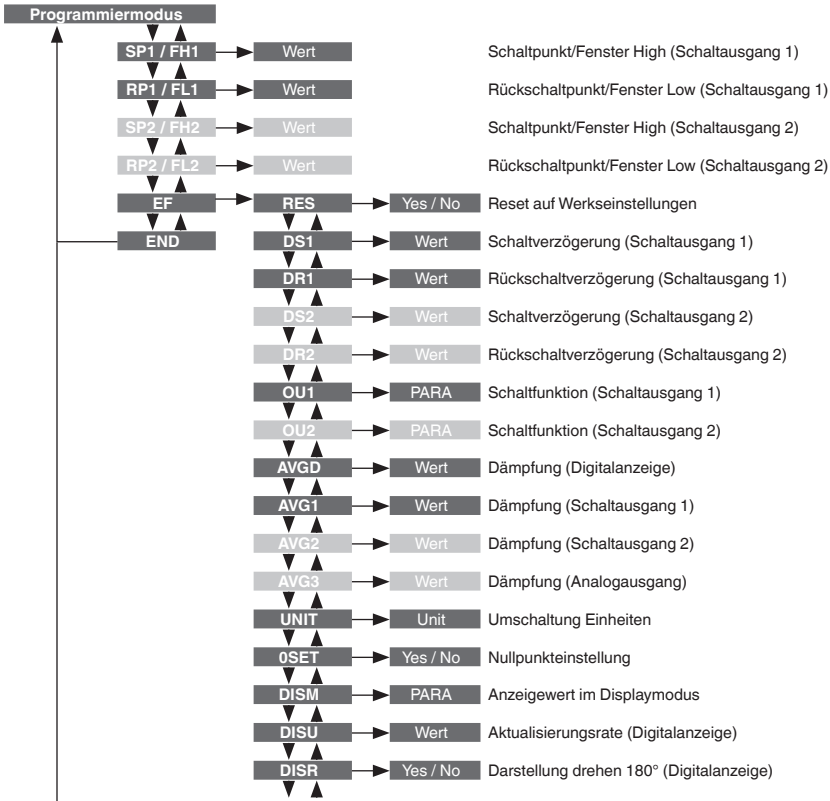 Programmiermodus
SP1 / FH1 Wert Schaltpunkt/Fenster High (Schaltausgang 1)
RP1 / FL1 Wert Rückschaltpunkt/Fenster Low (Schaltausgang 1)
SP2 / FH2 Wert Schaltpunkt/Fenster High (Schaltausgang 2)
RP2 / FL2 Wert Rückschaltpunkt/Fenster Low (Schaltausgang 2)
EF RES Yes / No Reset auf Werkseinstellungen
END DS1 Wert Schaltverzögerung (Schaltausgang 1)
DR1 Wert Rückschaltverzögerung (Schaltausgang 1)
DS2 Wert Schaltverzögerung (Schaltausgang 2)
DR2 Wert Rückschaltverzögerung (Schaltausgang 2)
OU1 PARA Schaltfunktion (Schaltausgang 1)
OU2 PARA Schaltfunktion (Schaltausgang 2)
AVGD Wert Dämpfung (Digitalanzeige)
AVG1 Wert Dämpfung (Schaltausgang 1)
AVG2 Wert Dämpfung (Schaltausgang 2)
AVG3 Wert Dämpfung (Analogausgang)
UNIT Unit Umschaltung Einheiten
0SET Yes / No Nullpunkteinstellung
DISM PARA Anzeigewert im Displaymodus
DISU Wert Aktualisierungsrate (Digitalanzeige)
DISR Yes / No Darstellung drehen 180° (Digitalanzeige)